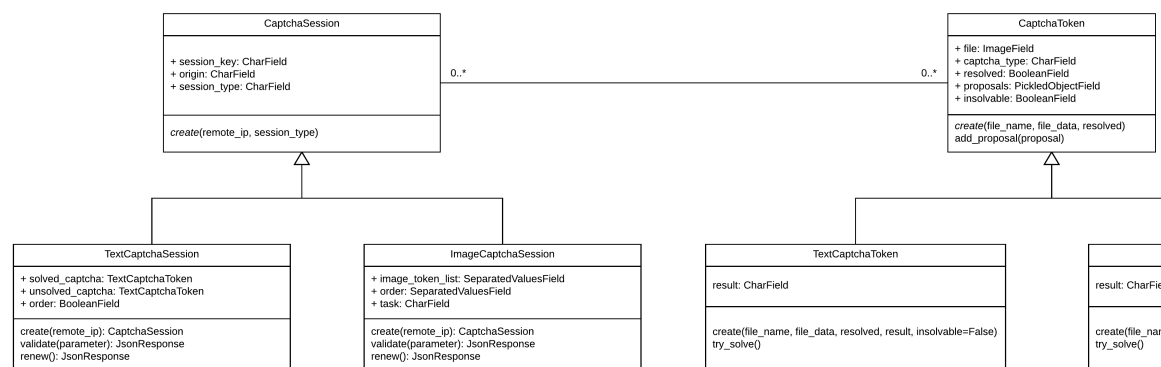 CaptchaSession
+ session_key: CharField
+ origin: CharField
+ session_type: CharField
create(remote_ip, session_type)
0..*
0..*
CaptchaToken
+ file: ImageField
+ captcha_type: CharField
+ resolved: BooleanField
+ proposals: PickledObjectField
+ insolvable: BooleanField
create(file_name, file_data, resolved)
add_proposal(proposal)
TextCaptchaSession
+ solved_captcha: TextCaptchaToken
+ unsolved_captcha: TextCaptchaToken
+ order: BooleanField
create(remote_ip): CaptchaSession
validate(parameter): JsonResponse
renew(): JsonResponse
ImageCaptchaSession
+ image_token_list: SeparatedValuesField
+ order: SeparatedValuesField
+ task: CharField
create(remote_ip): CaptchaSession
validate(parameter): JsonResponse
renew(): JsonResponse
TextCaptchaToken
result: CharField
create(file_name, file_data, resolved, result, insolvable=False)
try_solve()
result:
try_solve()